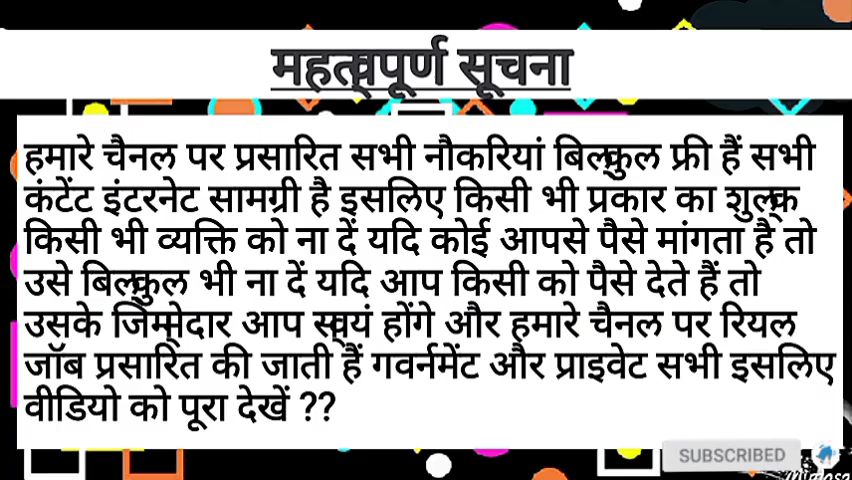 महत्वपूर्ण सूचना
हमारे चैनल पर प्रसारित सभी नौकरियां बिल्कुल फ्री हैं सभी
कंटेंट इंटरनेट सामग्री है इसलिए किसी भी प्रकार का शुल्क
किसी भी व्यक्ति को ना दें यदि कोई आपसे पैसे मांगता है तो
उसे बिल्कुल भी ना दें यदि आप किसी को पैसे देते हैं तो
उसके जिम्मेदार आप स्वयं होंगे और हमारे चैनल पर रियल
जॉब प्रसारित की जाती हैं गवर्नमेंट और प्राइवेट सभी इसलिए
वीडियो को पूरा देखें ??
SUBSCRIBED
Mimosa